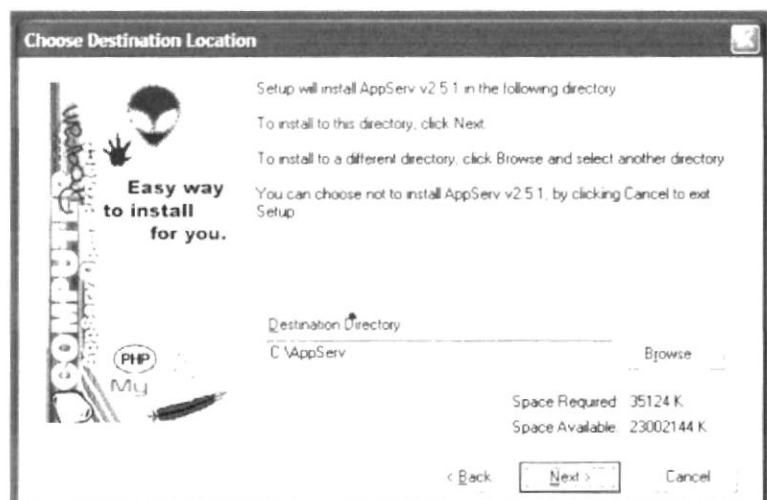 Choose Destination Location
Setup will install AppServ v2 5 1 in the following directory
To install to this directory, click Next
To install to a different directory, click Browse and select another directory
You can choose not to install AppServ v2 5 1, by clicking Cancel to exit
Setup
Easy way
to install
for you.
COMPUTER
PHP
My
Destination Directory
C \AppServ
Browse
Space Required 35124 K
Space Available 23002144 K
< Back
Next >
Cancel